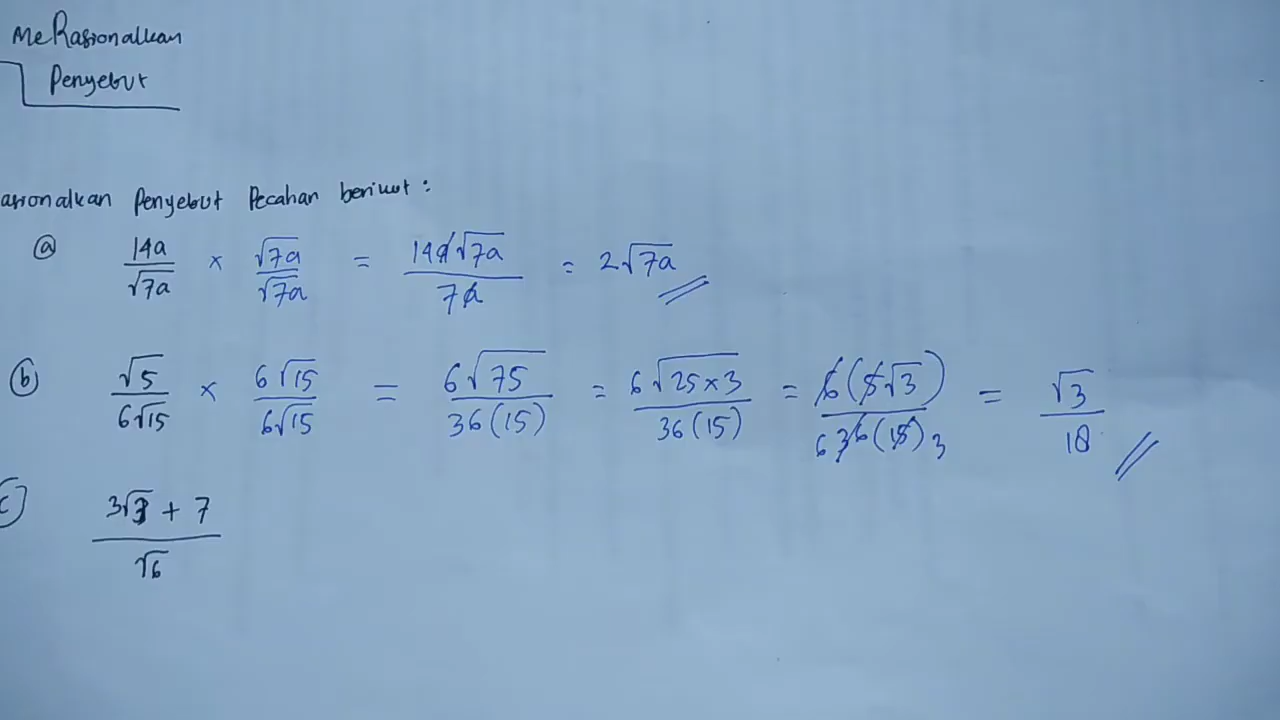 MeRasionalkan
Penyebut
asionalkan Penyebut Pecahan berikut :
(a) 14a/√7a × √7a/√7a = 14a√7a/7a = 2√7a //
(b) √5/6√15 × 6√15/6√15 = 6√75/36(15) = 6√25×3/36(15) = 6(5√3)/6 36(15) 3 = √3/18 //
(c) 3√3 + 7/√6